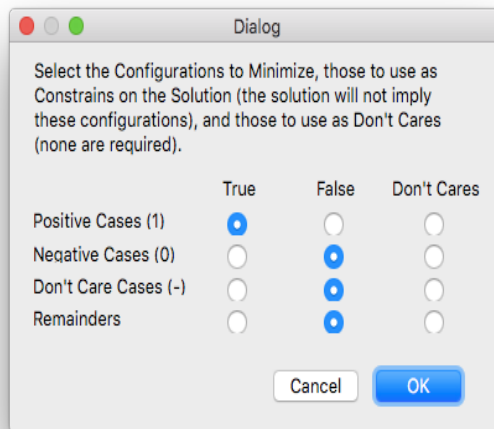 Dialog
Select the Configurations to Minimize, those to use as
Constrains on the Solution (the solution will not imply
these configurations), and those to use as Don't Cares
(none are required).
True False Don't Cares
Positive Cases (1)
Negative Cases (0)
Don't Care Cases (-)
Remainders
Cancel OK